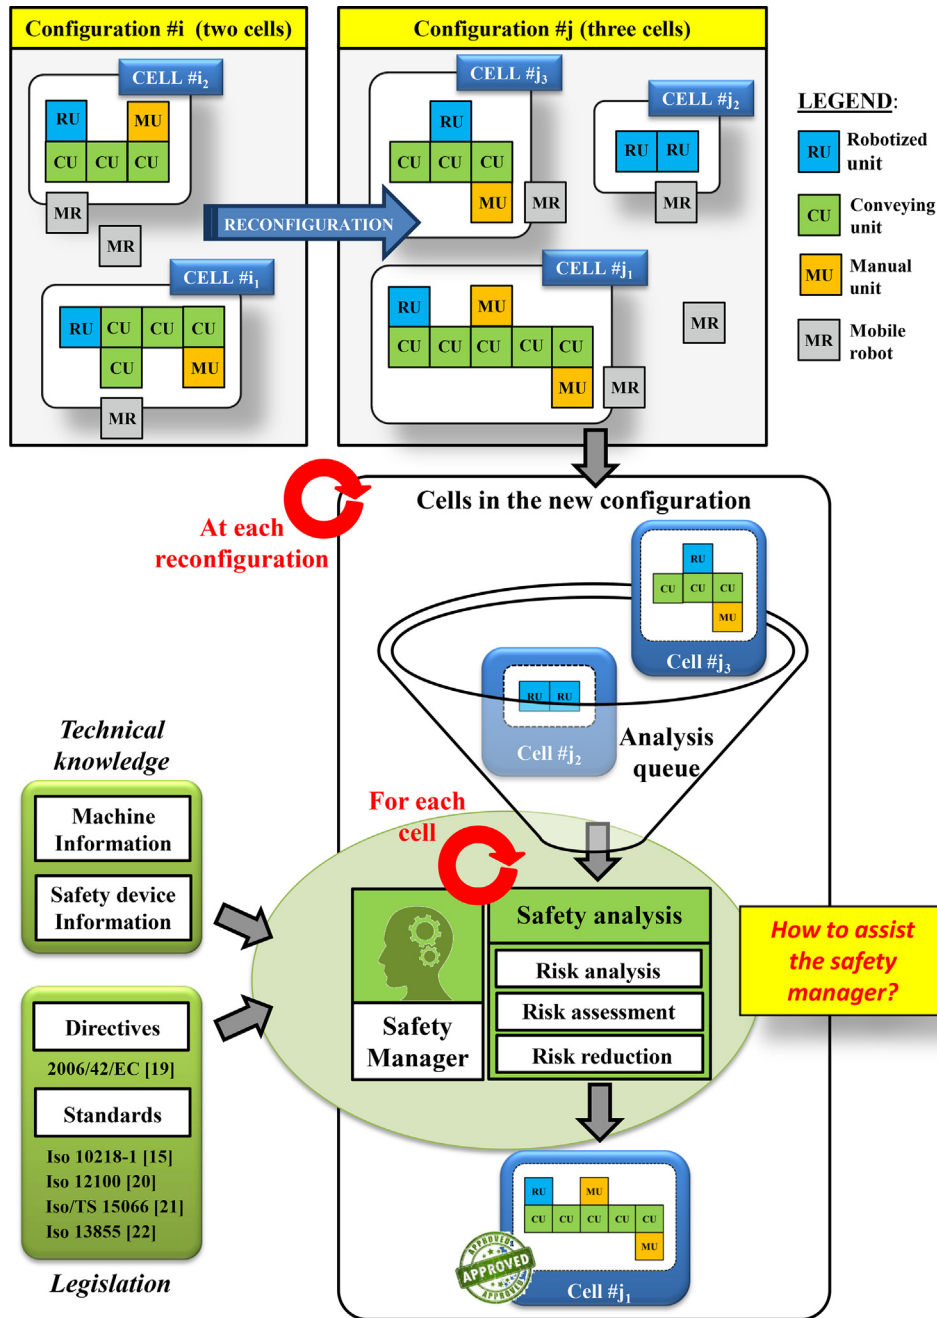 Configuration #i (two cells)
Configuration #j (three cells)
CELL #i2
RU
MU
CU CU CU
MR
MR
CELL #i1
RU CU CU CU
CU
MU
MR
RECONFIGURATION
CELL #j3
RU
CU CU CU
MU
MR
CELL #j2
RU RU
MR
CELL #j1
RU
MU
CU CU CU CU CU
MU
MR
MR
LEGEND:
RU
Robotized
unit
CU
Conveying
unit
MU
Manual
unit
MR
Mobile
robot
At each
reconfiguration
Cells in the new configuration
RU
CU CU CU
MU
Cell #j3
RU RU
Cell #j2
Analysis
queue
For each
cell
Technical
knowledge
Machine
Information
Safety device
Information
Directives
2006/42/EC [19]
Standards
Iso 10218-1 [15]
Iso 12100 [20]
Iso/TS 15066 [21]
Iso 13855 [22]
Legislation
Safety
Manager
Safety analysis
Risk analysis
Risk assessment
Risk reduction
How to assist
the safety
manager?
RU
MU
CU CU CU CU CU
MU
Cell #j1
APPROVED
APPROVED
APPROVED